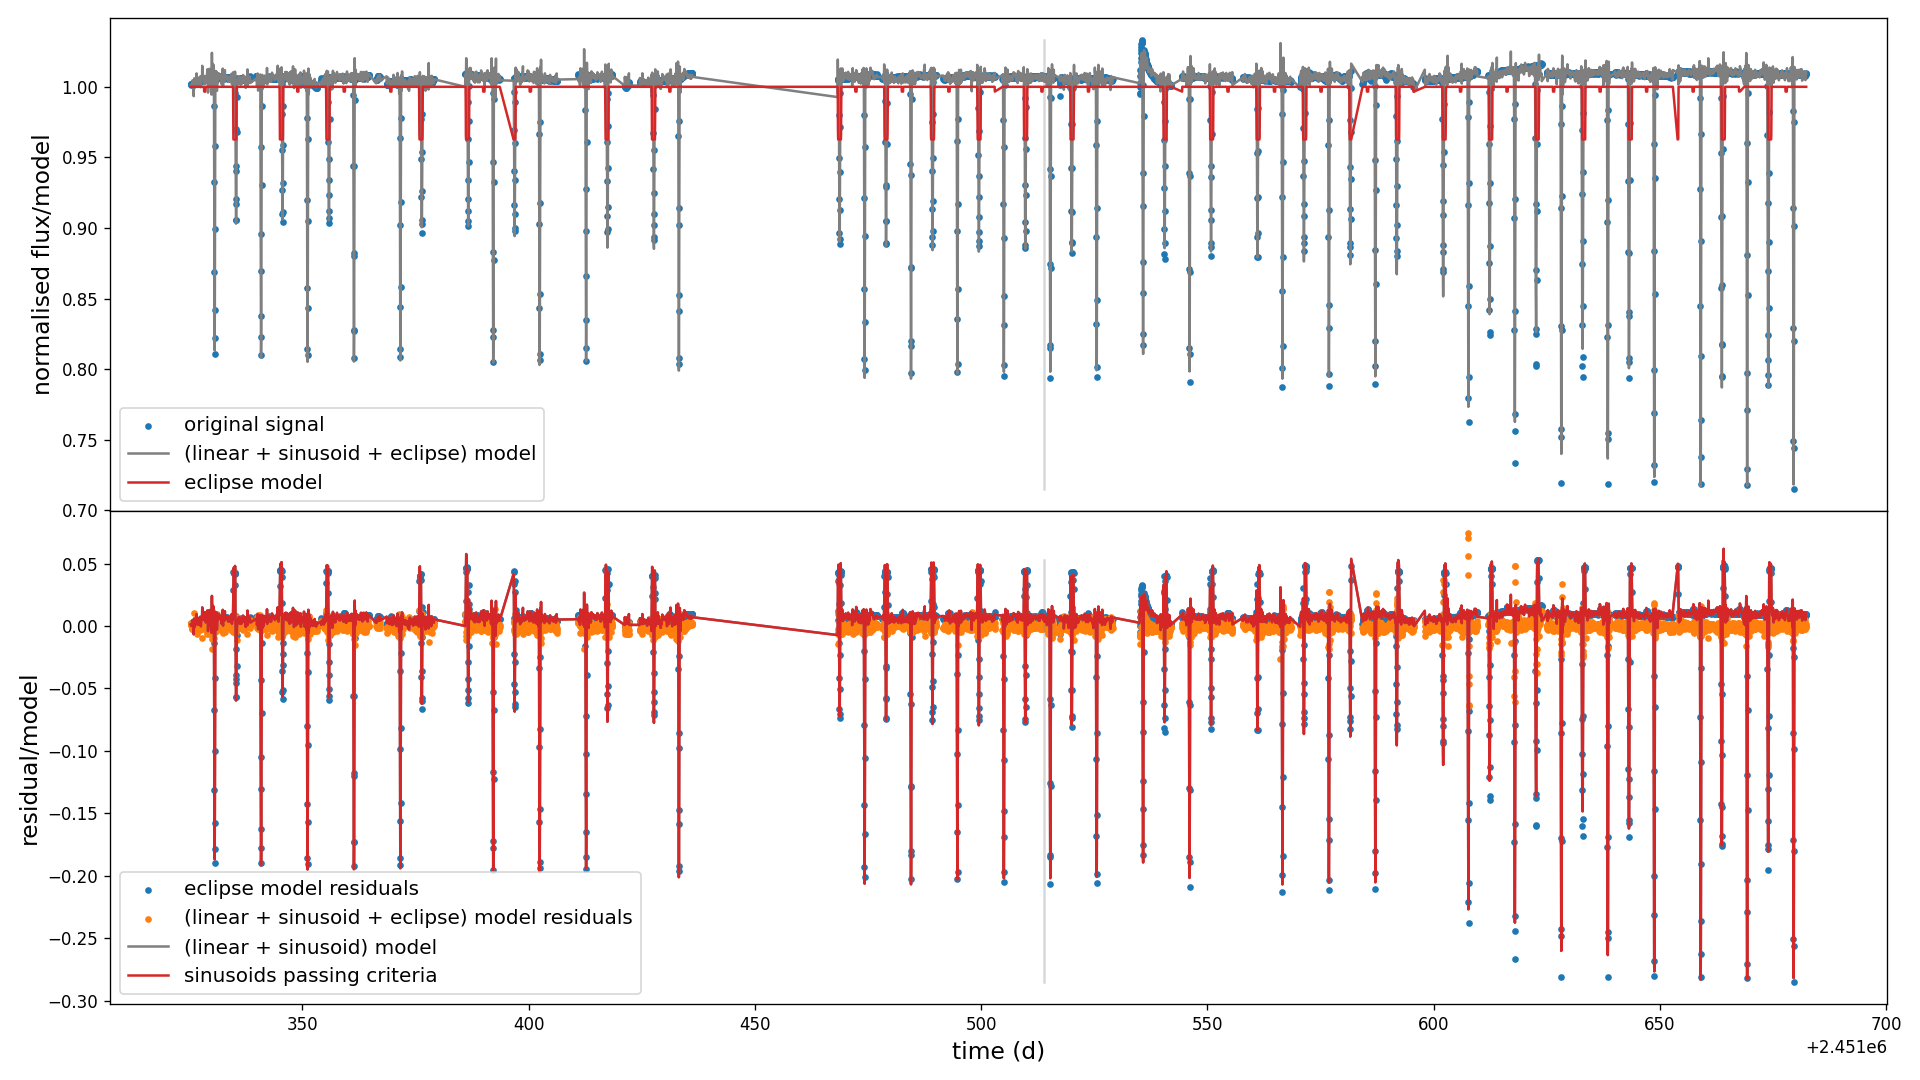 normalised flux/model
1.00
0.95
0.90
0.85
0.80
0.75
0.70
original signal
(linear + sinusoid + eclipse) model
eclipse model
residual/model
0.05
0.00
−0.05
−0.10
−0.15
−0.20
−0.25
−0.30
eclipse model residuals
(linear + sinusoid + eclipse) model residuals
(linear + sinusoid) model
sinusoids passing criteria
350 400 450 500 550 600 650 700
time (d)
+2.451e6